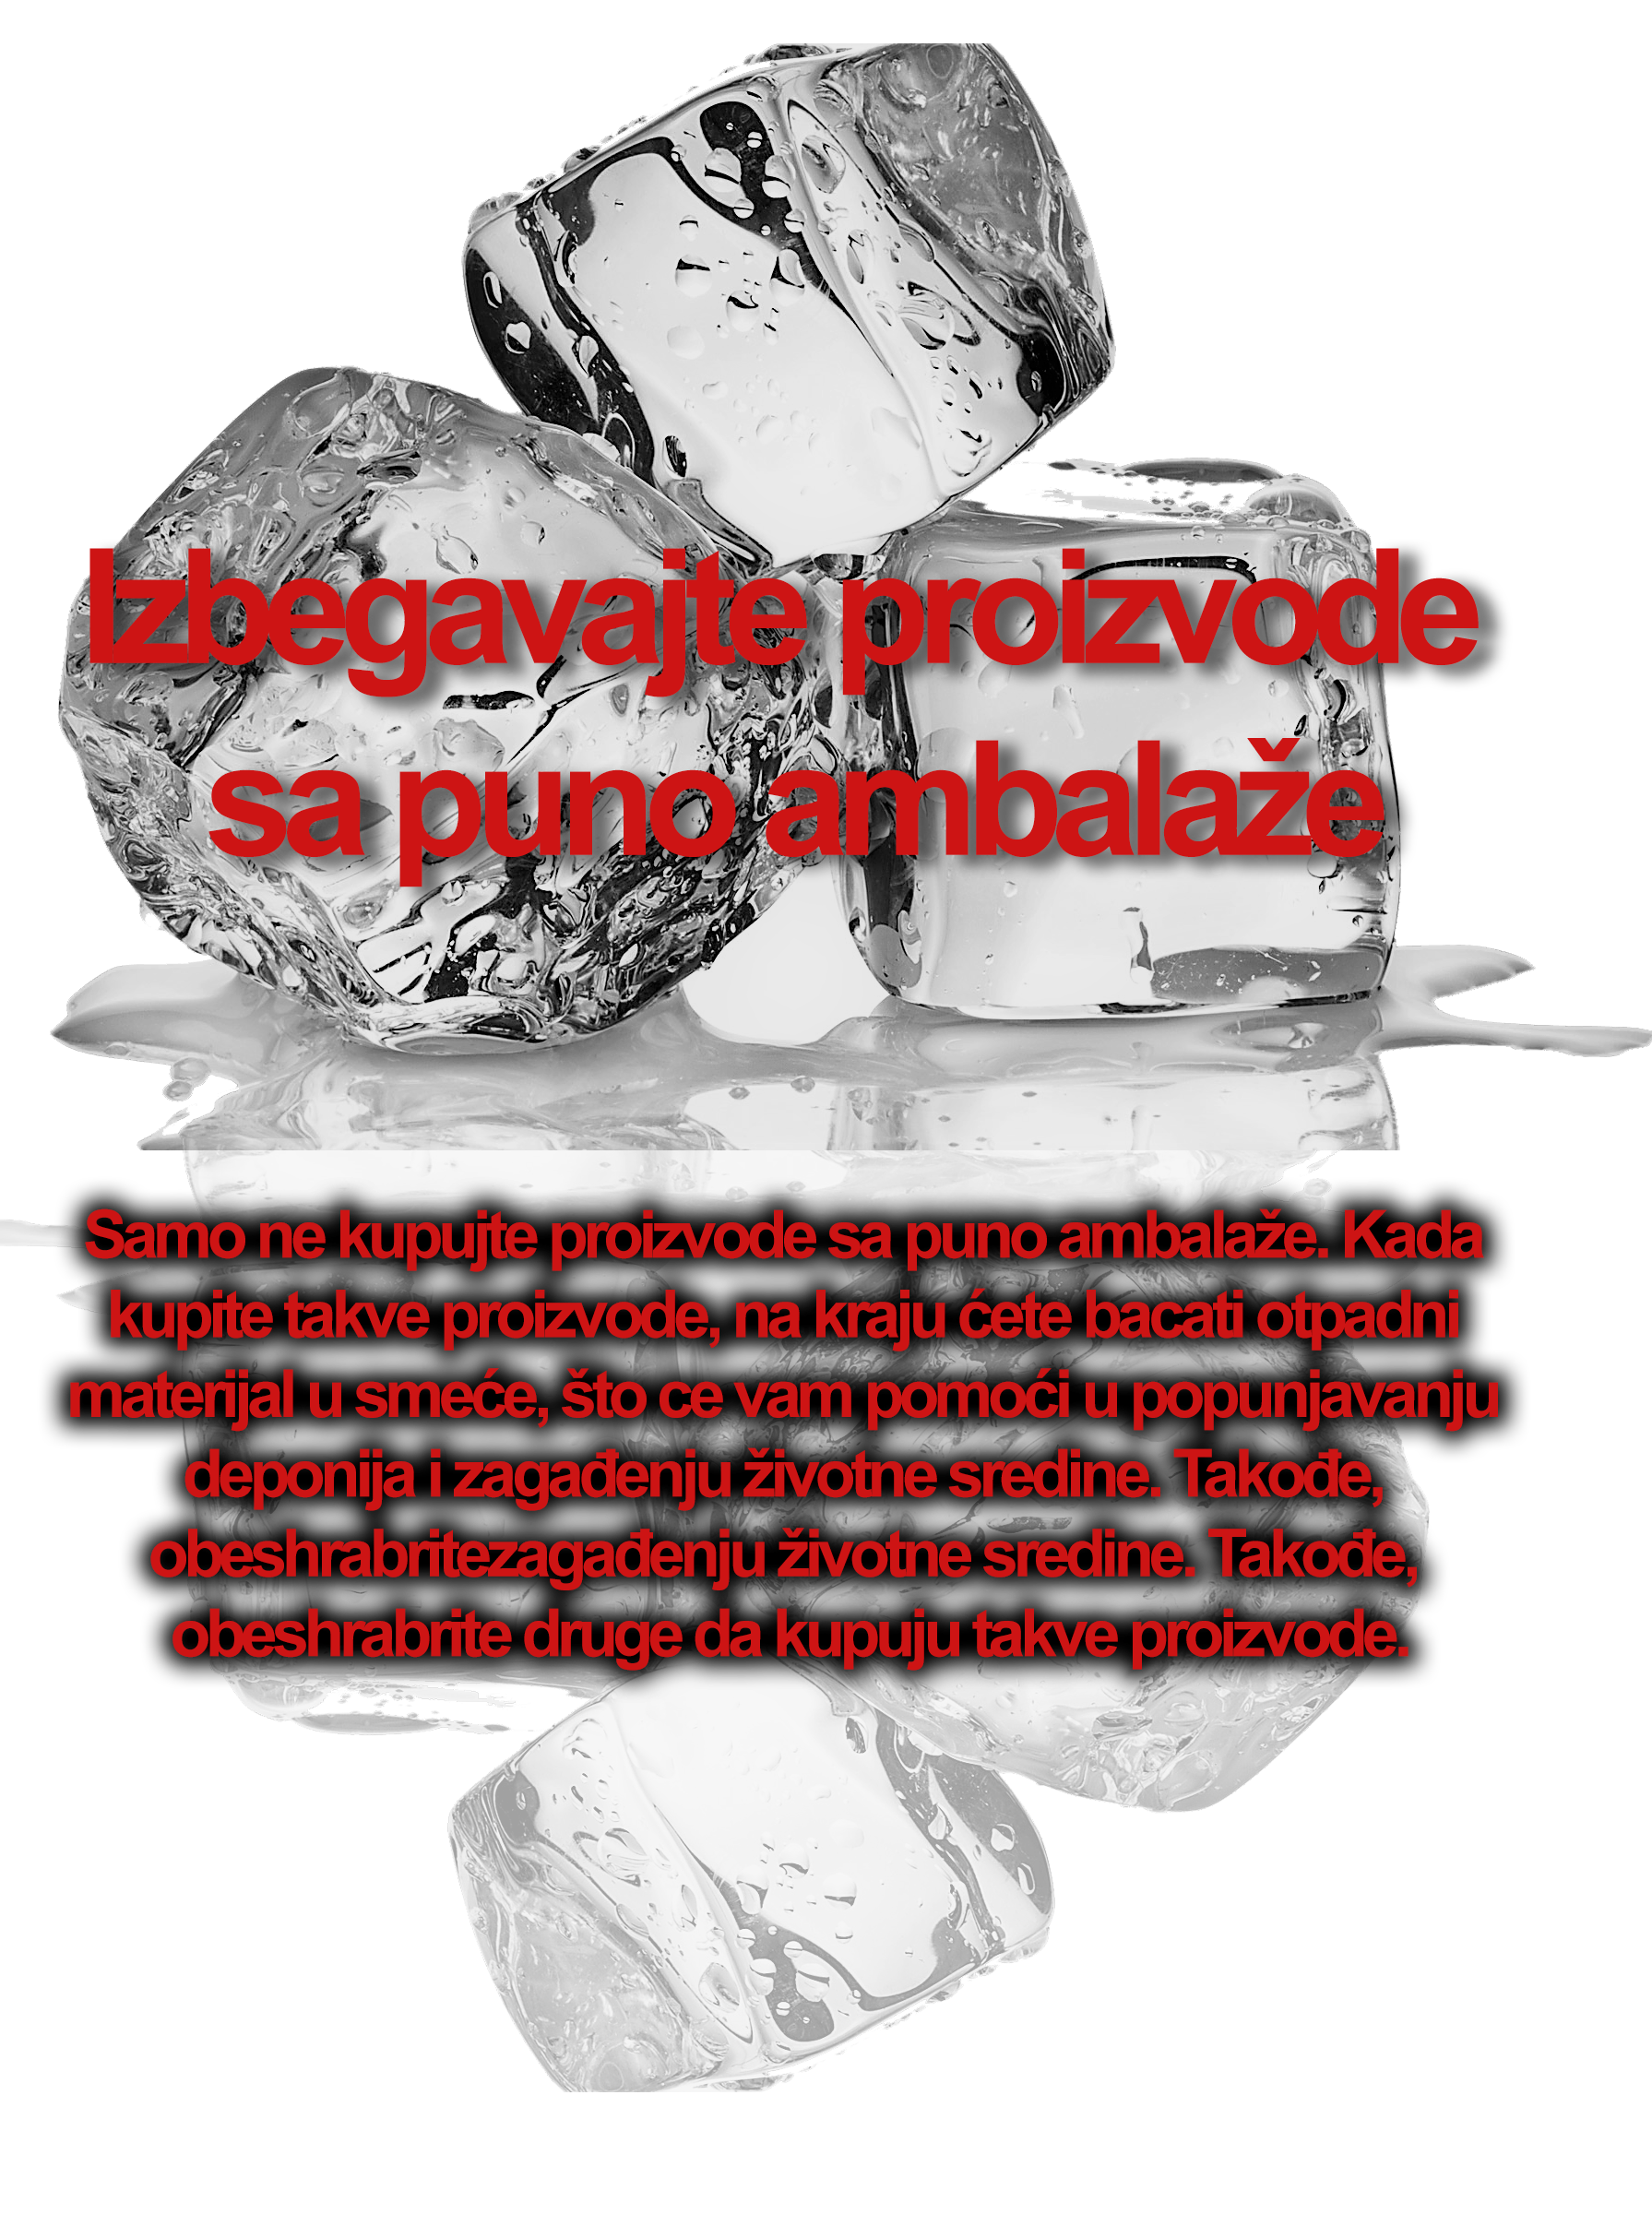 Izbegavajte proizvode
sa puno ambalaže
Samo ne kupujte proizvode sa puno ambalaže. Kada
kupite takve proizvode, na kraju ćete bacati otpadni
materijal u smeće, što ce vam pomoći u popunjavanju
deponija i zagađenju životne sredine. Takođe,
obeshrabritezagađenju životne sredine. Takođe,
obeshrabrite druge da kupuju takve proizvode.